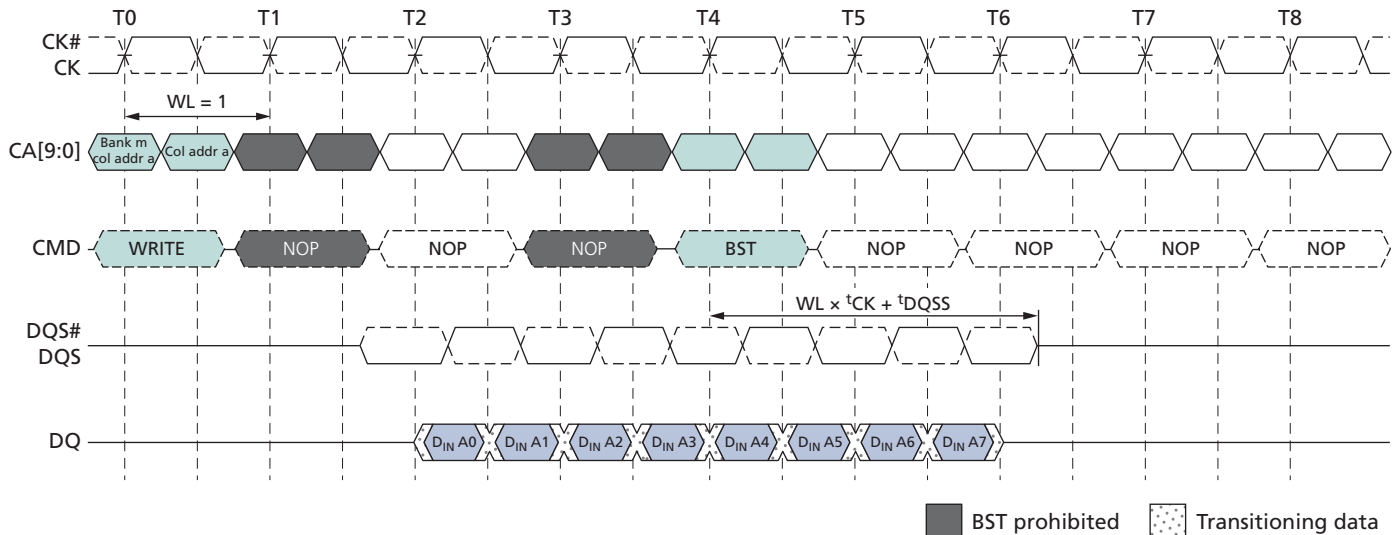 T0 T1 T2 T3 T4 T5 T6 T7 T8
CK#
CK
WL = 1
CA[9:0] Bank m col addr a Col addr a
CMD WRITE NOP NOP NOP BST NOP NOP NOP NOP
WL × tCK + tDQSS
DQS#
DQS
DQ DIN A0 DIN A1 DIN A2 DIN A3 DIN A4 DIN A5 DIN A6 DIN A7
BST prohibited Transitioning data